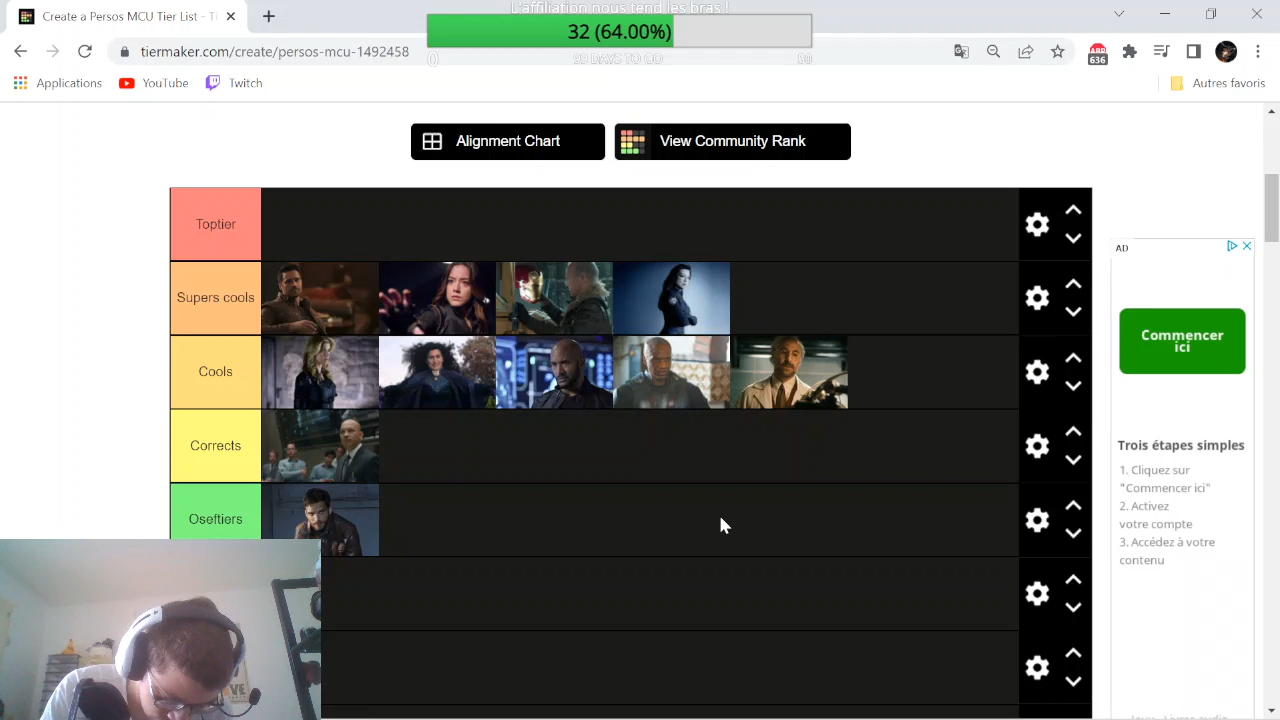 L'affiliation nous tend les bras !
Create a Persos MCU Tier List - Ti
32 (64.00%)
tiermaker.com/create/persos-mcu-1492458
636
Applications
YouTube
Twitch
Autres favoris
Alignment Chart
View Community Rank
Toptier
Supers cools
Cools
Corrects
Oseftiers
AD
Commencer
ici
Trois étapes simples
1. Cliquez sur
"Commencer ici"
2. Activez
votre compte
3. Accédez à votre
contenu